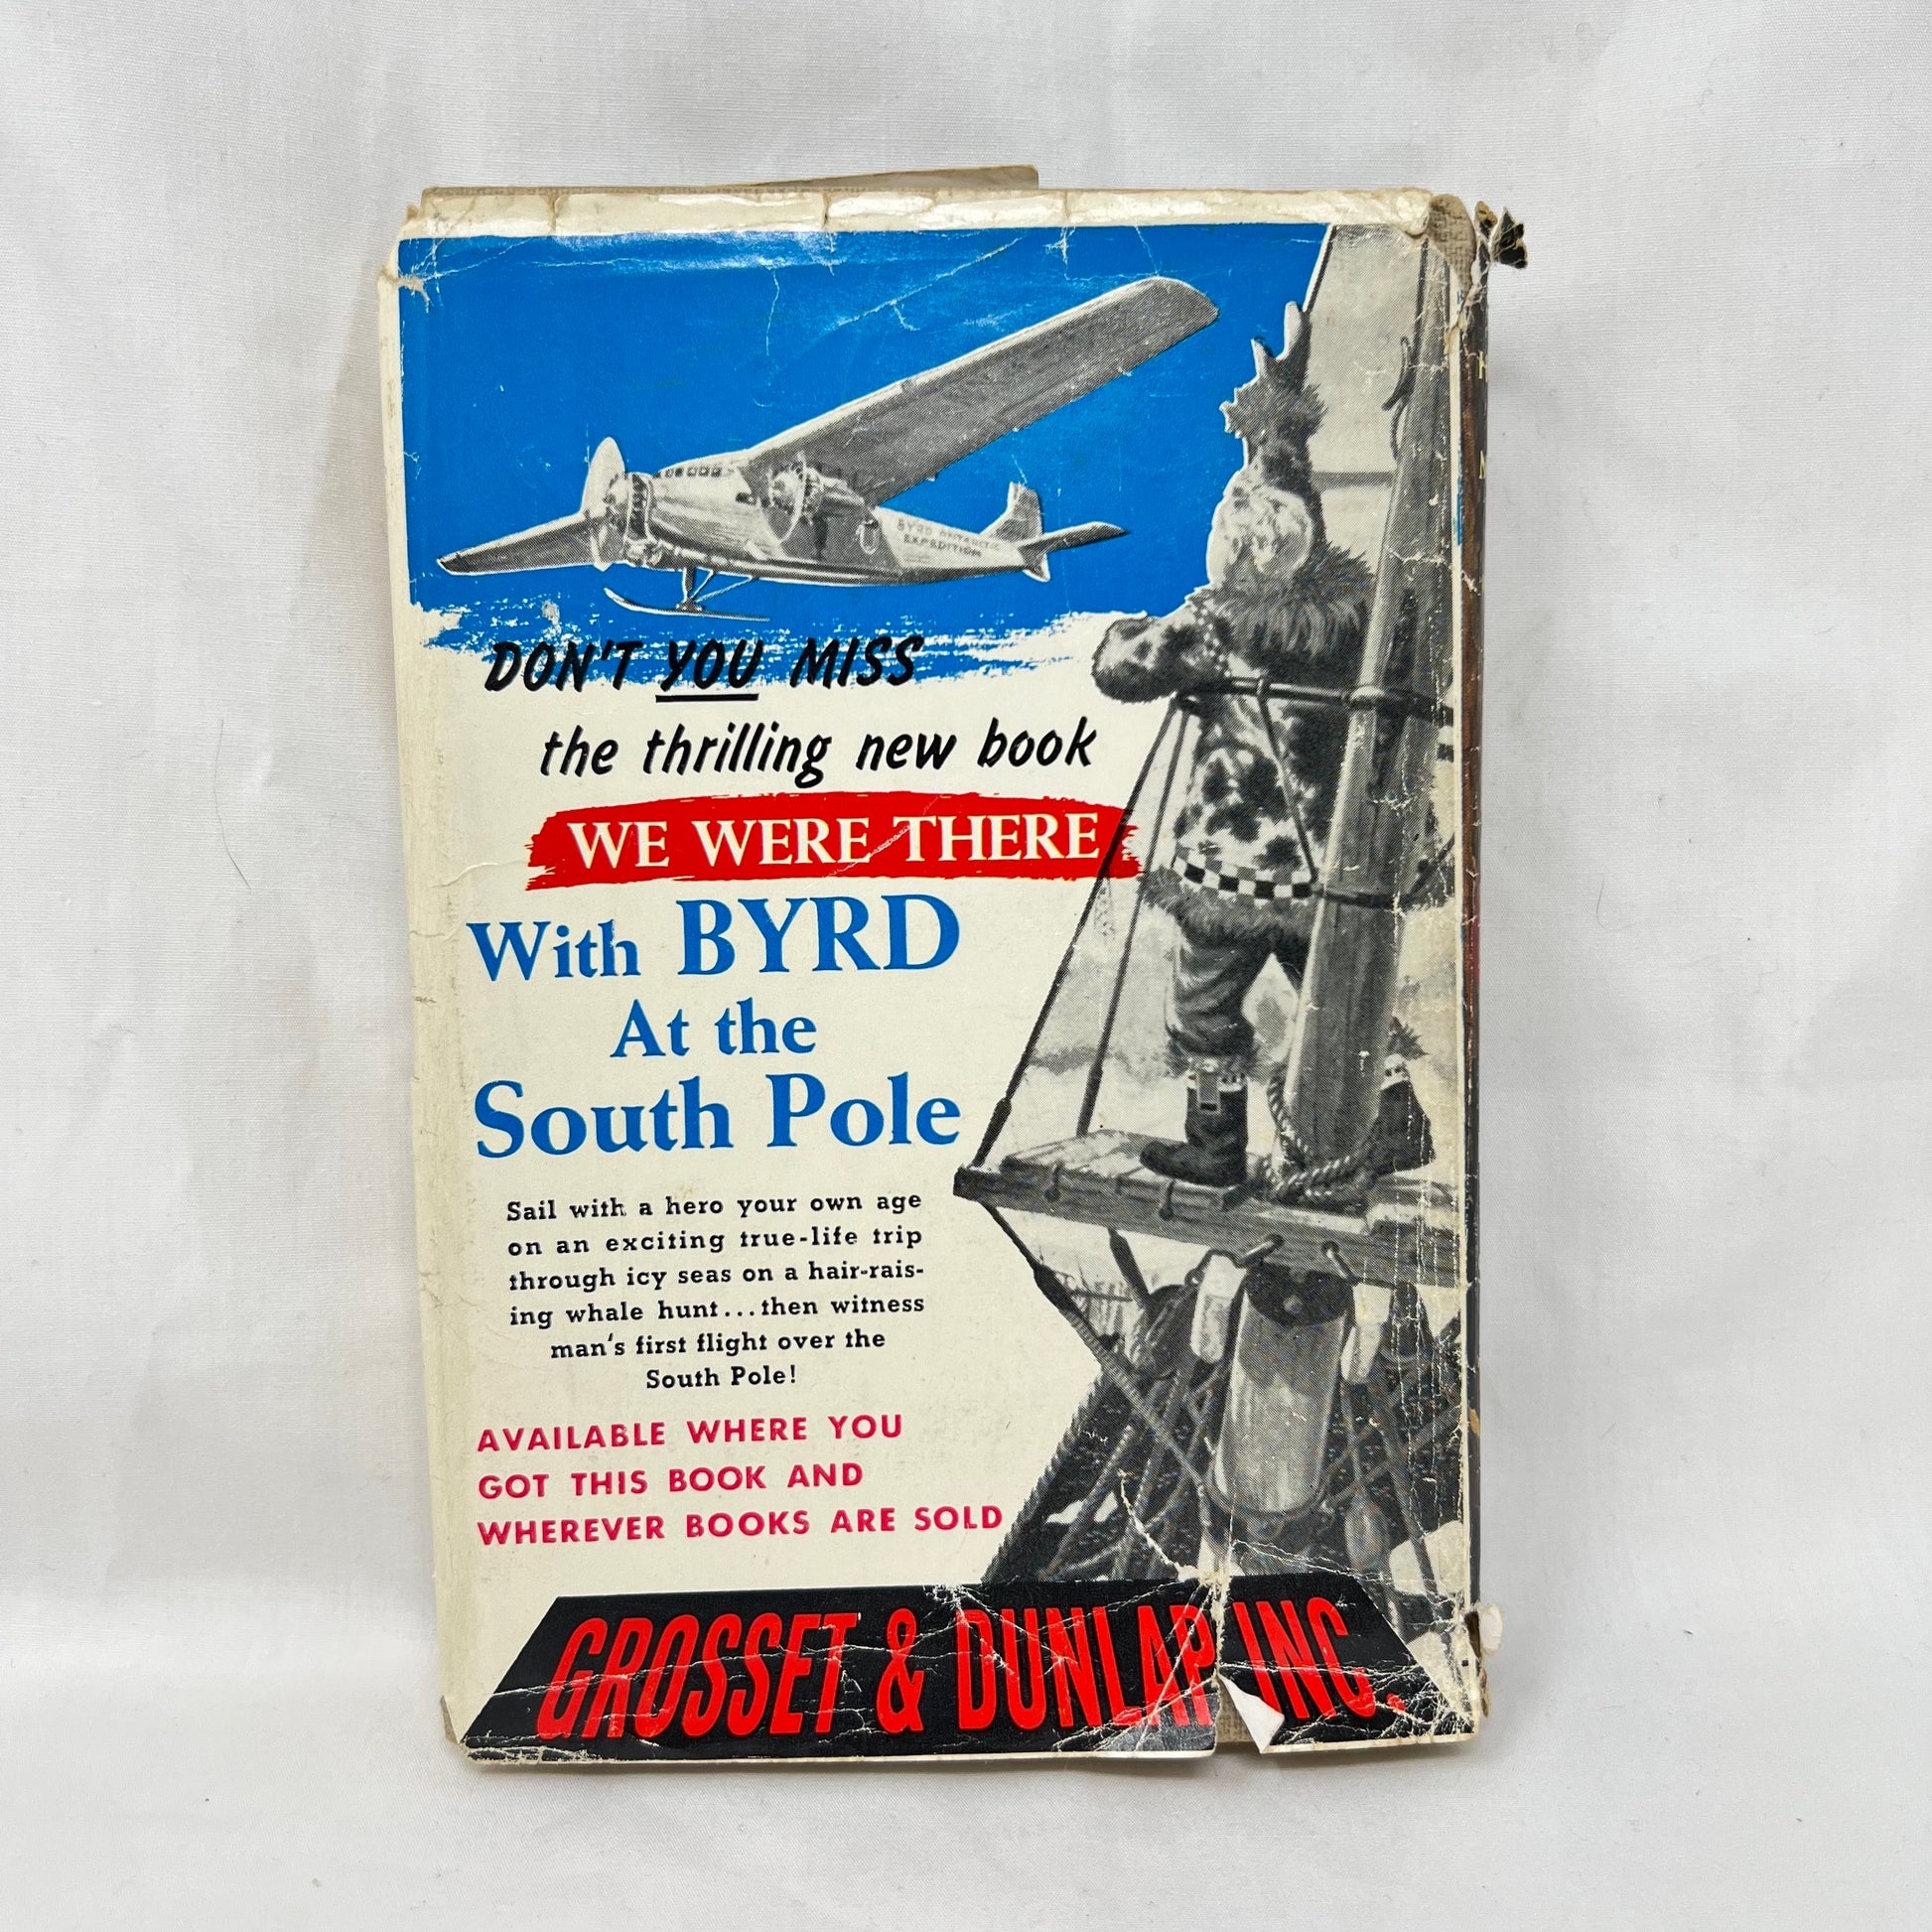 BYRD ANTARCTIC
EXPEDITION
DON'T YOU MISS
the thrilling new book
WE WERE THERE
With BYRD
At the
South Pole
Sail with a hero your own age
on an exciting true-life trip
through icy seas on a hair-rais-
ing whale hunt...then witness
man's first flight over the
South Pole!
AVAILABLE WHERE YOU
GOT THIS BOOK AND
WHEREVER BOOKS ARE SOLD
GROSSET & DUNLAP INC.